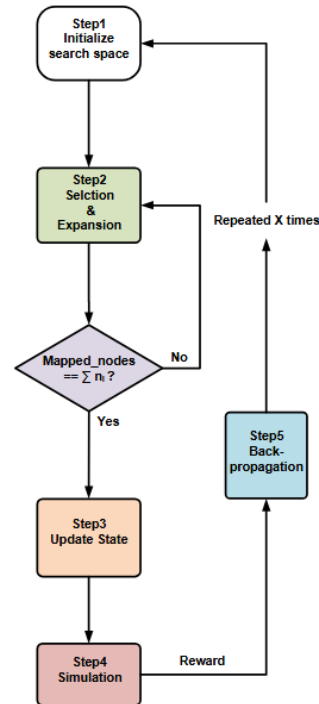 Step1
Initialize
search space
Step2
Selction
&
Expansion
Mapped_nodes
== ∑ nᵢ ?
No
Yes
Step3
Update State
Step4
Simulation
Reward
Step5
Back-
propagation
Repeated X times